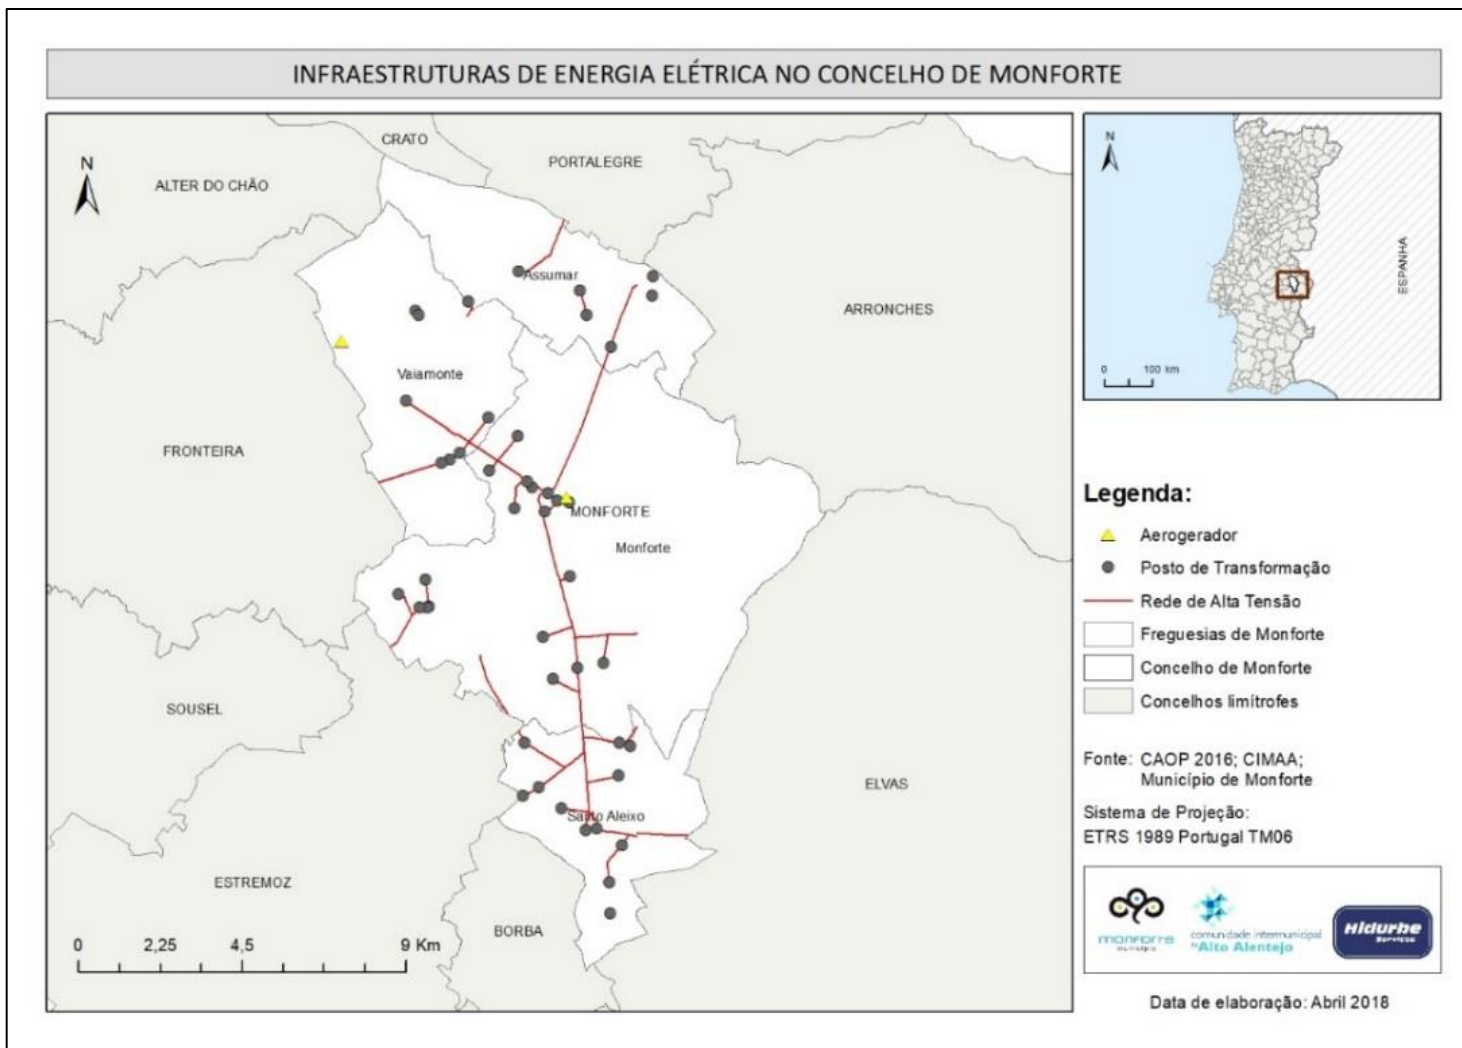 INFRAESTRUTURAS DE ENERGIA ELÉTRICA NO CONCELHO DE MONFORTE
CRATO
PORTALEGRE
N
ALTER DO CHÃO
Assumar
ARRONCHES
Vaiamonte
FRONTEIRA
MONFORTE
Monforte
SOUSEL
ELVAS
Santo Aleixo
ESTREMOZ
BORBA
0 2,25 4,5 9 Km
N
ESPANHA
0 100 km
Legenda:
Aerogerador
Posto de Transformação
Rede de Alta Tensão
Freguesias de Monforte
Concelho de Monforte
Concelhos limítrofes
Fonte: CAOP 2016; CIMAA;
Município de Monforte
Sistema de Projeção:
ETRS 1989 Portugal TM06
monforte
município
comunidade intermunicipal
do Alto Alentejo
Hidurbe
Serviços
Data de elaboração: Abril 2018